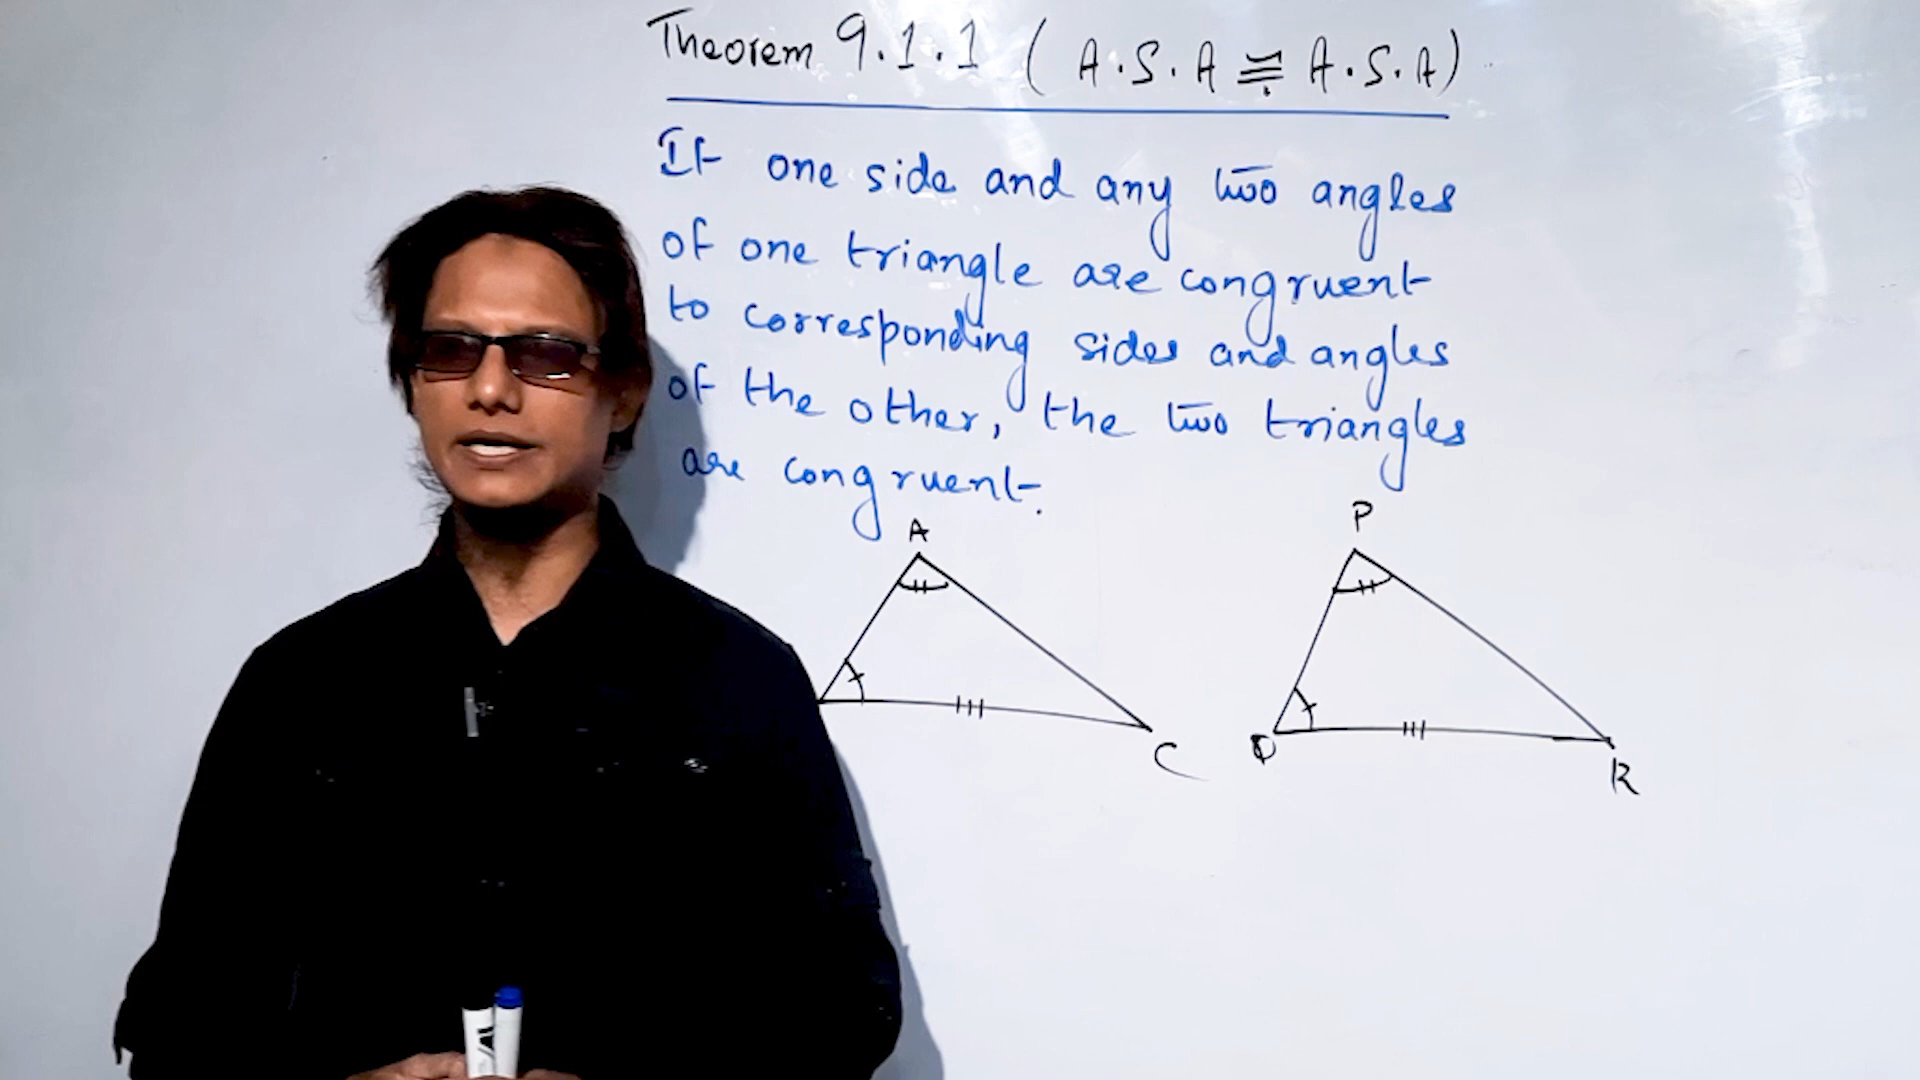 Theorem 9.1.1 ( A.S.A ≅ A.S.A)
If one side and any two angles
of one triangle are congruent
to corresponding sides and angles
of the other, the two triangles
are congruent.
A
P
C
Q
R